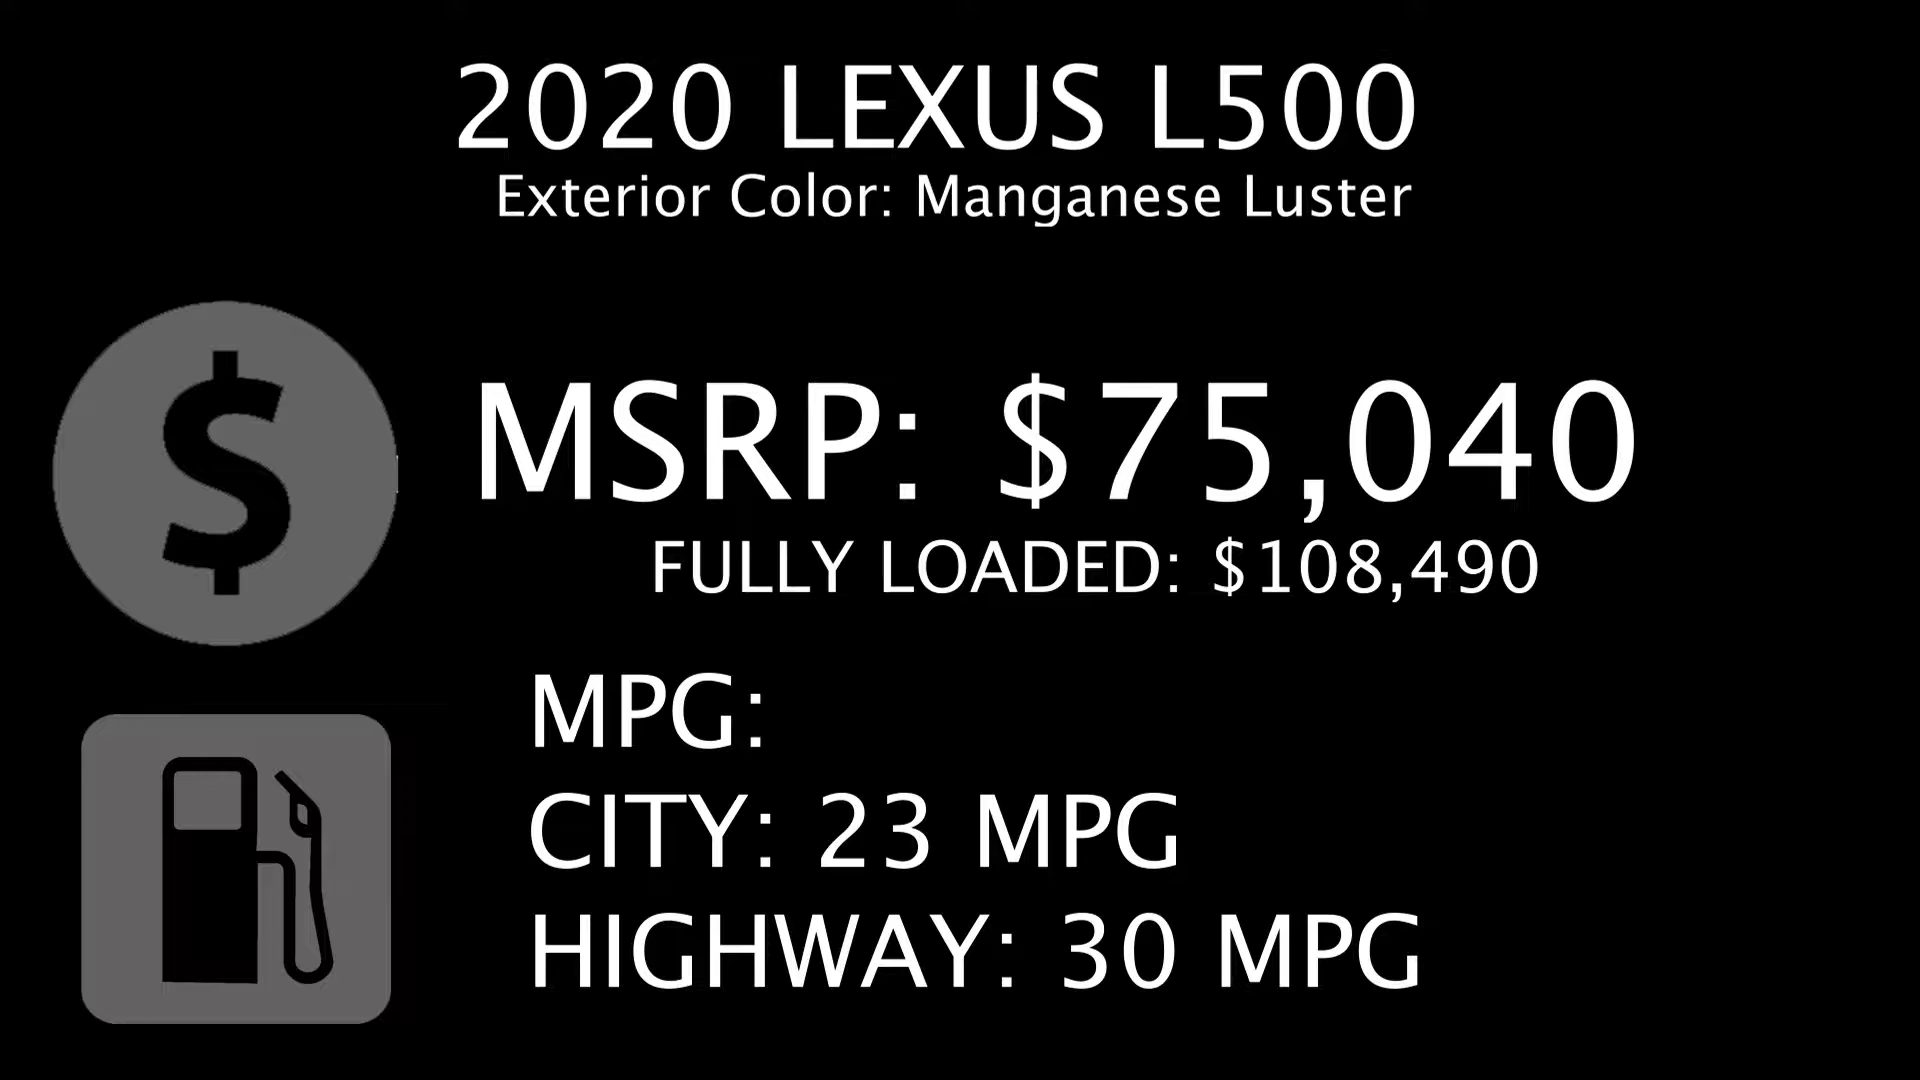 2020 LEXUS L500
Exterior Color: Manganese Luster
$
MSRP: $75,040
FULLY LOADED: $108,490
MPG:
CITY: 23 MPG
HIGHWAY: 30 MPG